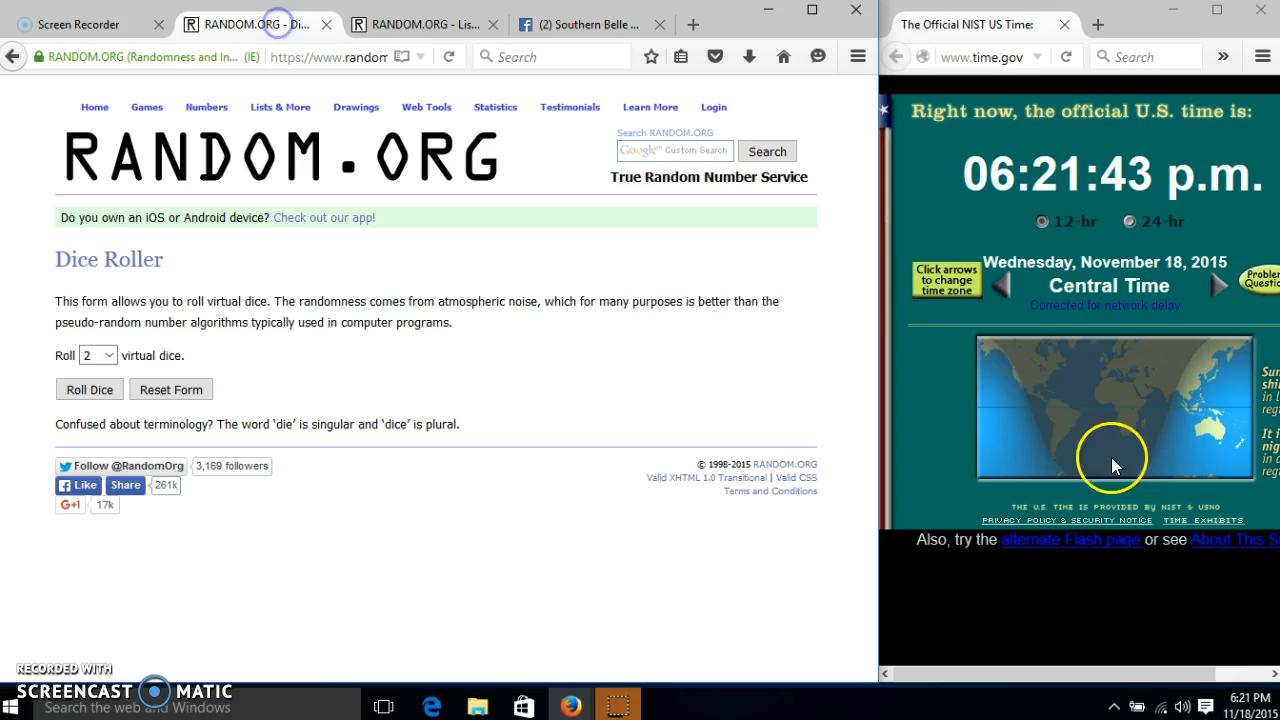 Screen Recorder
RANDOM.ORG - Di...
RANDOM.ORG - Lis...
(2) Southern Belle ...
RANDOM.ORG (Randomness and In... (IE)
https://www.random
Search
Home Games Numbers Lists & More Drawings Web Tools Statistics Testimonials Learn More Login
RANDOM.ORG
Search RANDOM.ORG
Google™ Custom Search
Search
True Random Number Service
Do you own an iOS or Android device? Check out our app!
Dice Roller
This form allows you to roll virtual dice. The randomness comes from atmospheric noise, which for many purposes is better than the
pseudo-random number algorithms typically used in computer programs.
Roll 2 virtual dice.
Roll Dice Reset Form
Confused about terminology? The word ‘die’ is singular and ‘dice’ is plural.
Follow @RandomOrg 3,169 followers
Like Share 261k
G+1 17k
© 1998-2015 RANDOM.ORG
Valid XHTML 1.0 Transitional | Valid CSS
Terms and Conditions
The Official NIST US Time:
www.time.gov
Search
Right now, the official U.S. time is:
06:21:43 p.m.
12-hr 24-hr
Click arrows
to change
time zone
Wednesday, November 18, 2015
Central Time
Corrected for network delay
THE U.S. TIME IS PROVIDED BY NIST & USNO
PRIVACY POLICY & SECURITY NOTICE TIME EXHIBITS
Also, try the alternate Flash page or see About This S
RECORDED WITH
SCREENCAST MATIC
Search the web and Windows
6:21 PM
11/18/2015